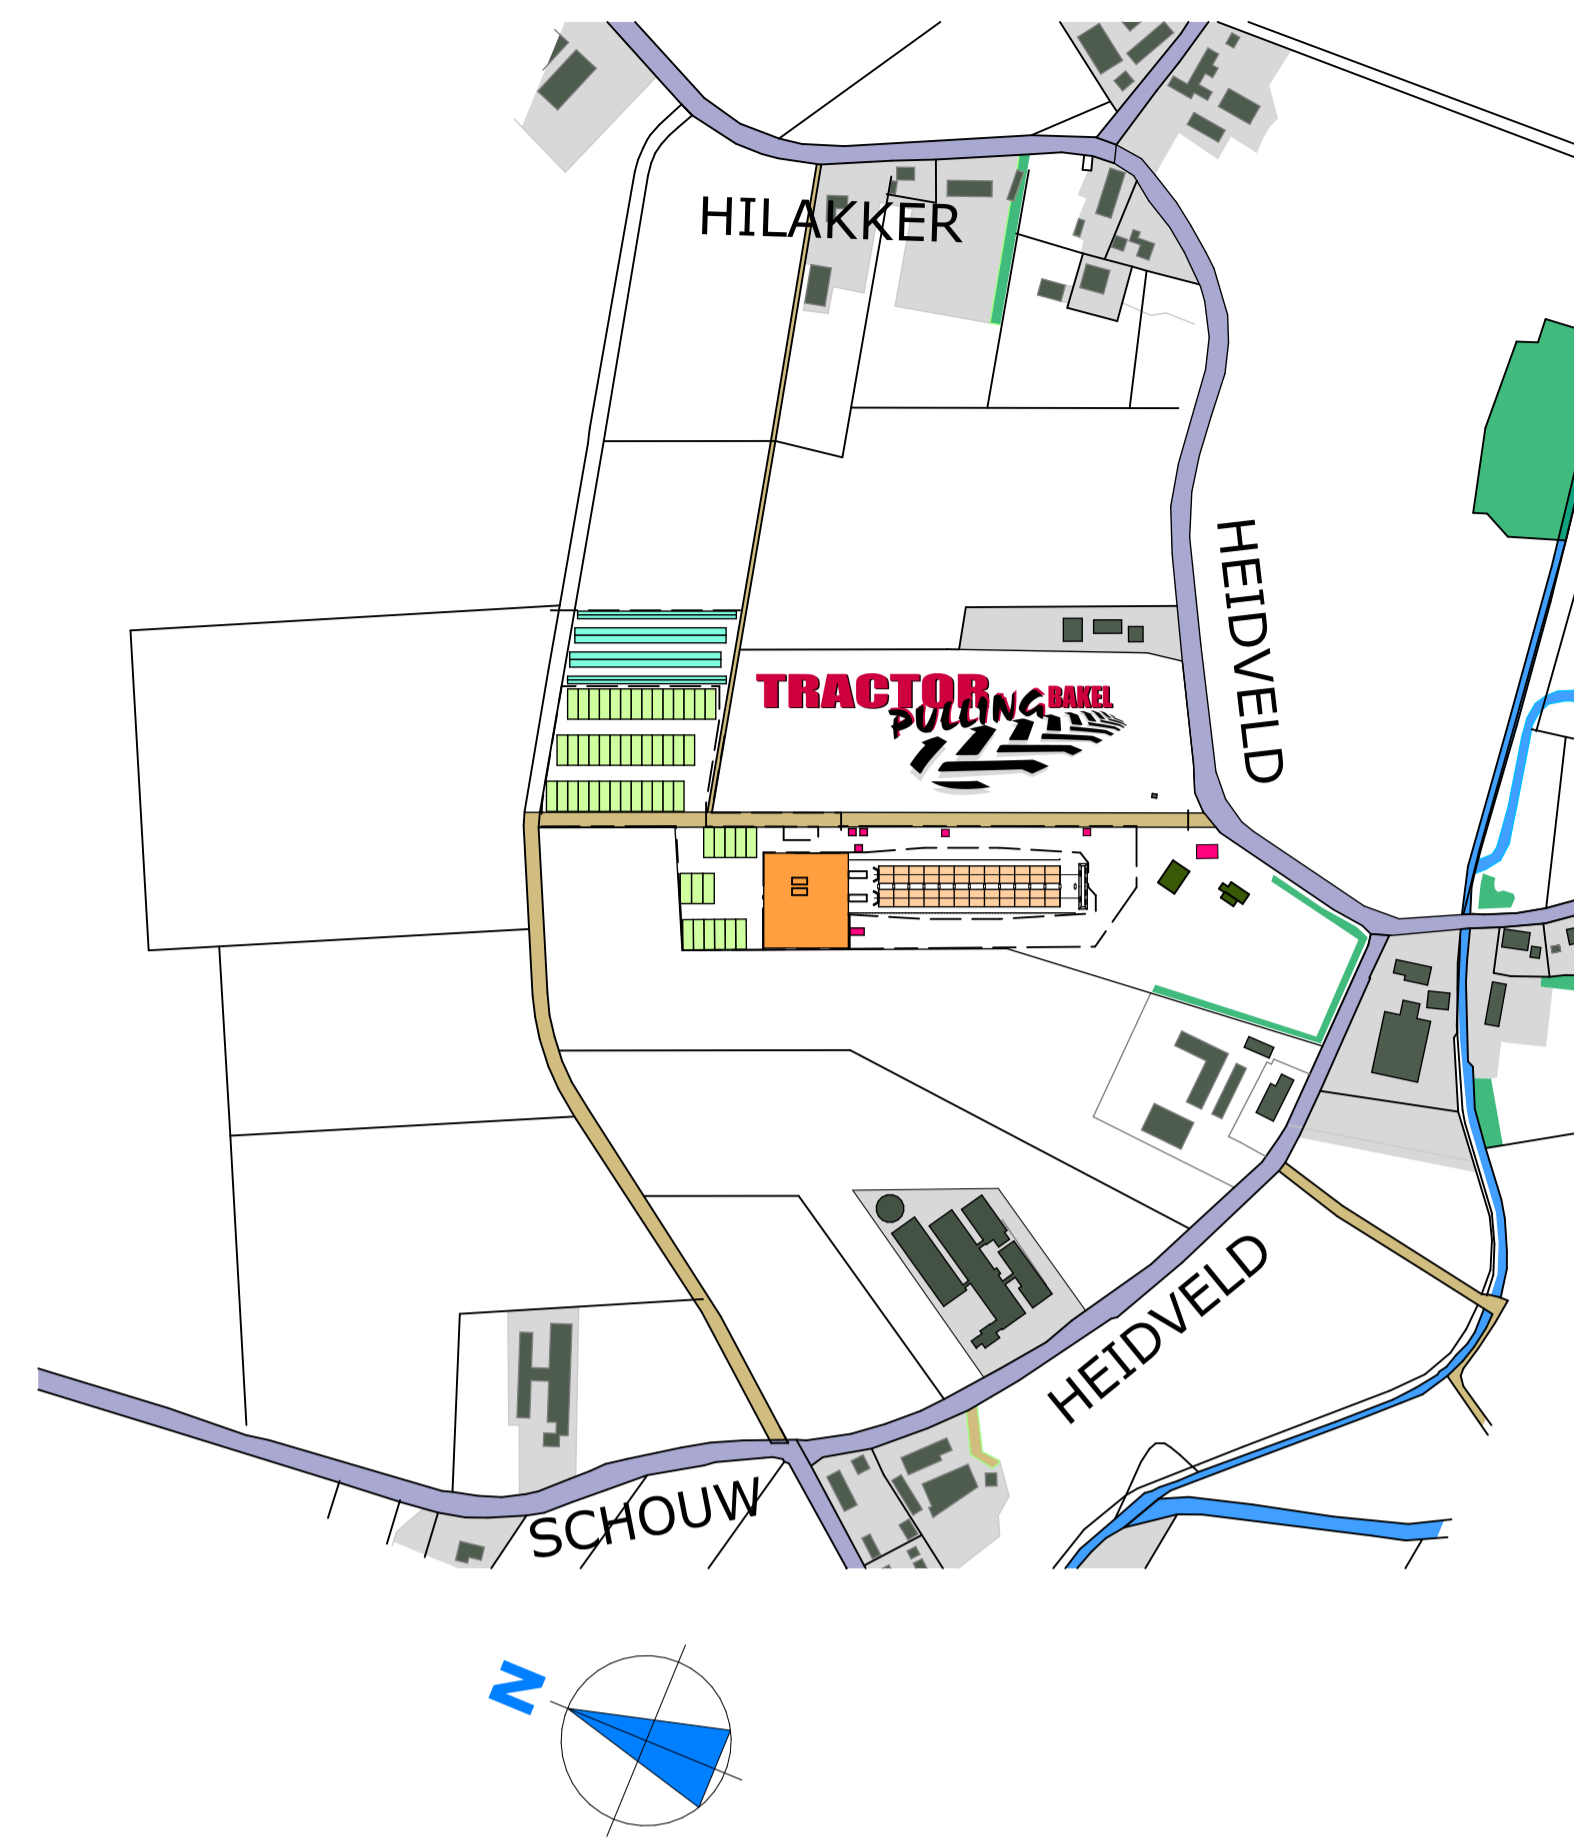 HILAKKER
HEIDVELD
TRACTOR
PULLING BAKEL
HEIDVELD
SCHOUW
N